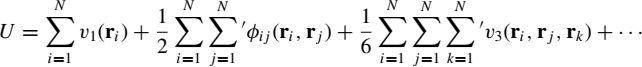 $U = \sum_{i=1}^{N} v_1(\mathbf{r}_i) + \frac{1}{2} \sum_{i=1}^{N} \sum_{j=1}^{N}{}' \phi_{ij}(\mathbf{r}_i, \mathbf{r}_j) + \frac{1}{6} \sum_{i=1}^{N} \sum_{j=1}^{N} \sum_{k=1}^{N}{}' v_3(\mathbf{r}_i, \mathbf{r}_j, \mathbf{r}_k) + \cdots$